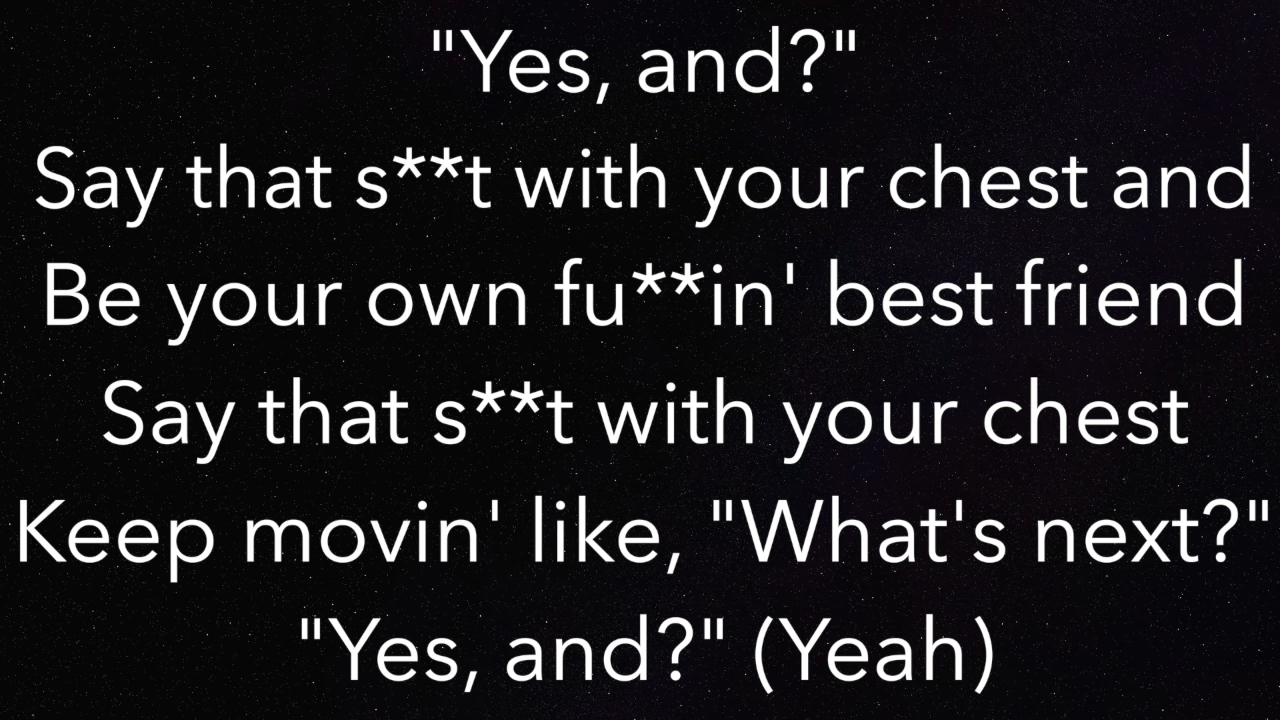 "Yes, and?"
Say that s**t with your chest and
Be your own fu**in' best friend
Say that s**t with your chest
Keep movin' like, "What's next?"
"Yes, and?" (Yeah)